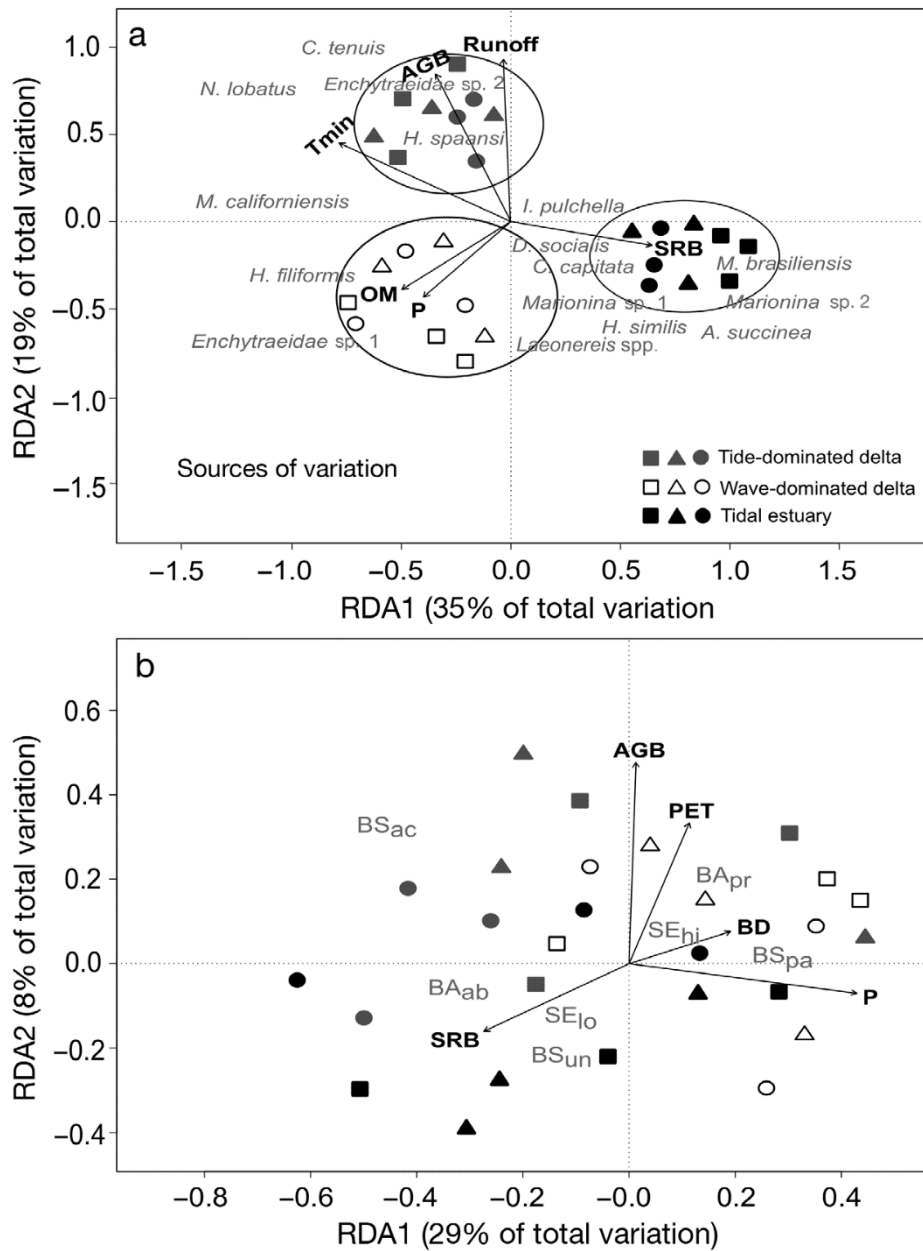 a
C. tenuis
Runoff
AGB
Enchytraeidae sp. 2
N. lobatus
Tmin
H. spaansi
M. californiensis
I. pulchella
D. socialis
SRB
C. capitata
M. brasiliensis
H. filiformis
OM
P
Marionina sp. 1
Marionina sp. 2
H. similis
A. succinea
Enchytraeidae sp. 1
Laeonereis spp.
Sources of variation
Tide-dominated delta
Wave-dominated delta
Tidal estuary
1.0
0.5
0.0
−0.5
−1.0
−1.5
RDA2 (19% of total variation)
−1.5 −1.0 −0.5 0.0 0.5 1.0 1.5
RDA1 (35% of total variation
b
AGB
PET
BSac
BApr
SEhi
BD
BSpa
BAab
P
SElo
SRB
BSun
0.6
0.4
0.2
0.0
−0.2
−0.4
RDA2 (8% of total variation)
−0.8 −0.6 −0.4 −0.2 −0.0 0.2 0.4
RDA1 (29% of total variation)